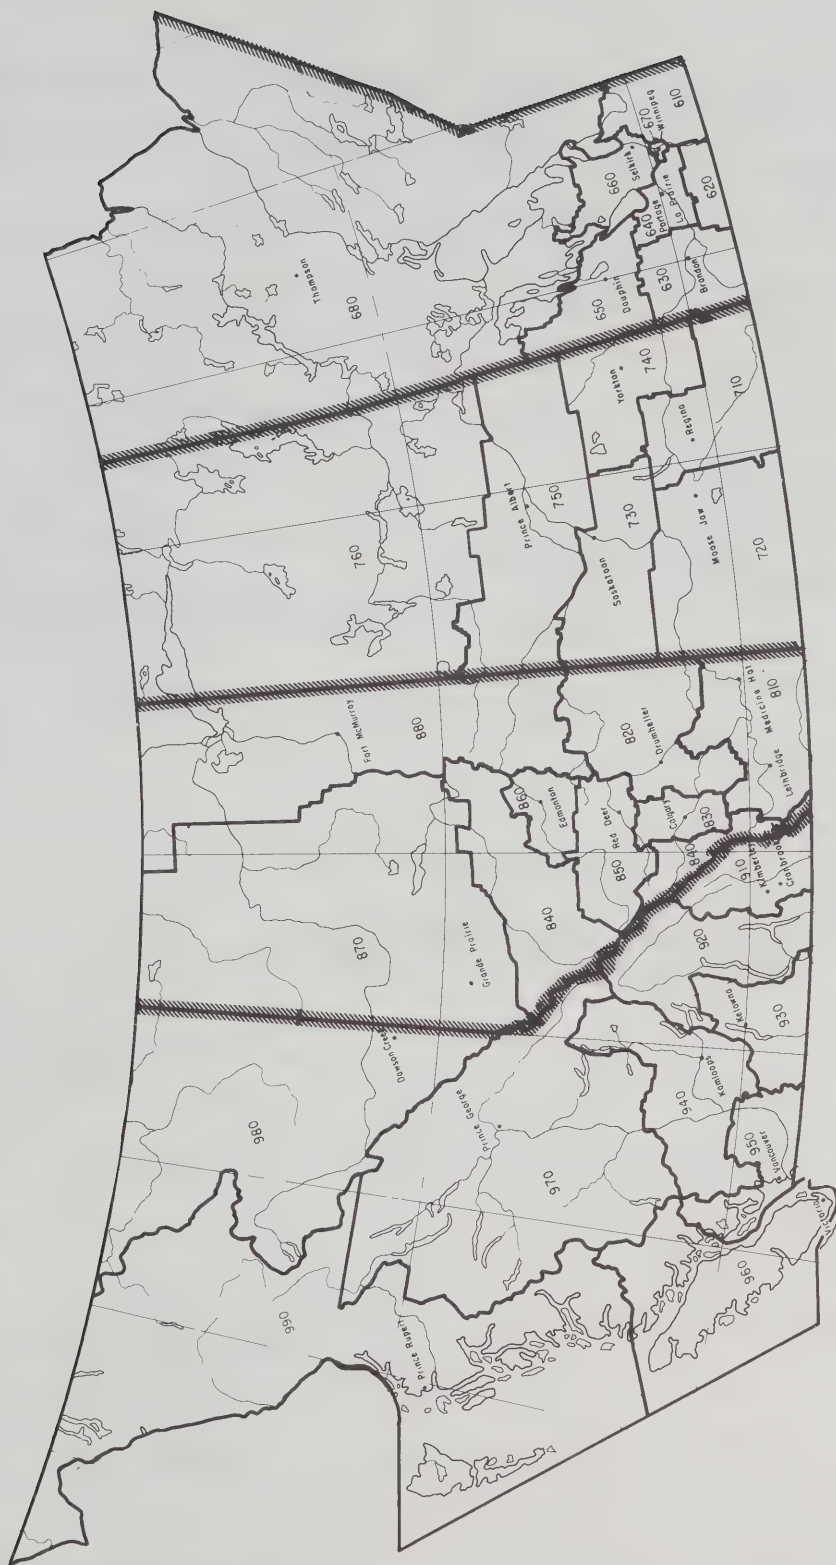 990
Prince Rupert
960
Victoria
980
Dawson Creek
Prince George
970
940
Kamloops
950
Vancouver
Kelowna
930
920
910
Kimberley
Cranbrook
870
Grande Prairie
840
840
850
Red Deer
860
Edmonton
Calgary
830
820
Drumheller
880
Fort McMurray
810
Lethbridge
Medicine Hat
760
Prince Albert
750
Saskatoon
730
Moose Jaw
720
Yorkton
740
Regina
710
Thompson
680
650
Dauphin
630
Brandon
660
Selkirk
640
Portage
La Prairie
620
670
Winnipeg
610